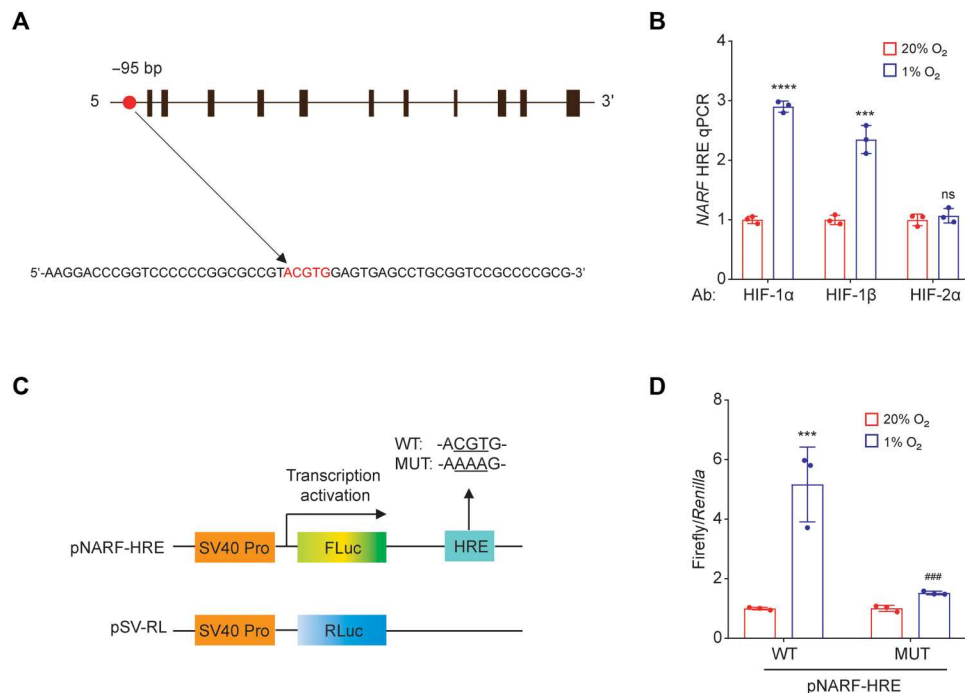 A
–95 bp
5
3'
5'-AAGGACCCGGTCCCCCCGGCGCCGTACGTGGAGTGAGCCTGCGGTCCGCCCCGCG-3'
B
NARF HRE qPCR
4
3
2
1
0
20% O₂
1% O₂
****
***
ns
Ab:
HIF-1α
HIF-1β
HIF-2α
C
WT: -ACGTG-
MUT: -AAAAG-
Transcription
activation
pNARF-HRE
SV40 Pro
FLuc
HRE
pSV-RL
SV40 Pro
RLuc
D
Firefly/Renilla
8
6
4
2
0
20% O₂
1% O₂
***
###
WT
MUT
pNARF-HRE